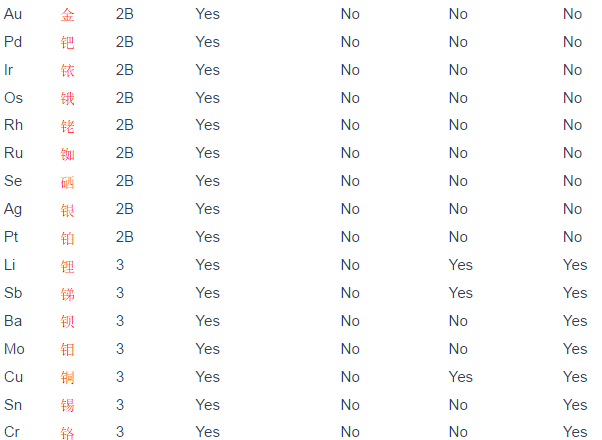 Au 金 2B Yes No No No
Pd 钯 2B Yes No No No
Ir 铱 2B Yes No No No
Os 锇 2B Yes No No No
Rh 铑 2B Yes No No No
Ru 铷 2B Yes No No No
Se 硒 2B Yes No No No
Ag 银 2B Yes No No No
Pt 铂 2B Yes No No No
Li 锂 3 Yes No Yes Yes
Sb 锑 3 Yes No Yes Yes
Ba 钡 3 Yes No No Yes
Mo 钼 3 Yes No No Yes
Cu 铜 3 Yes No Yes Yes
Sn 锡 3 Yes No No Yes
Cr 铬 3 Yes No No Yes